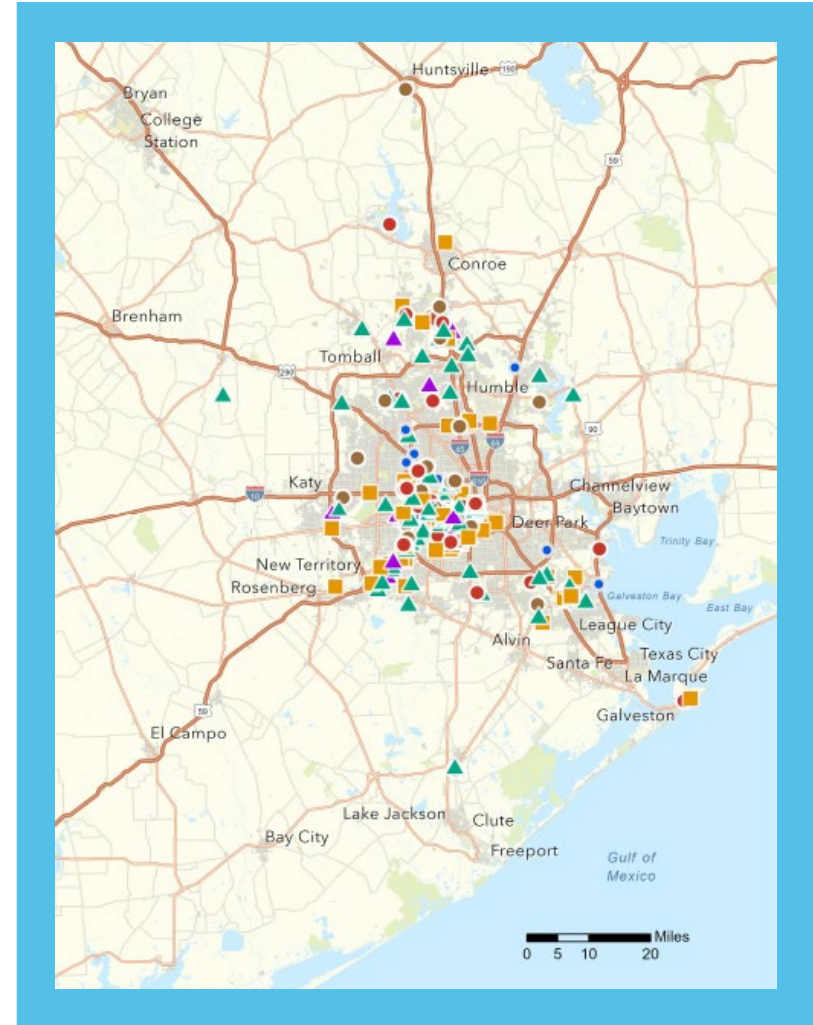 Huntsville
190
Bryan
College
Station
59
Conroe
Brenham
Tomball
290
Humble
90
45
69
Katy
10
Channelview
Deer Park
Baytown
Trinity Bay
New Territory
Rosenberg
Galveston Bay
East Bay
League City
Alvin
Santa Fe
Texas City
La Marque
59
Galveston
El Campo
Lake Jackson
Clute
Bay City
Freeport
Gulf of
Mexico
Miles
0 5 10 20